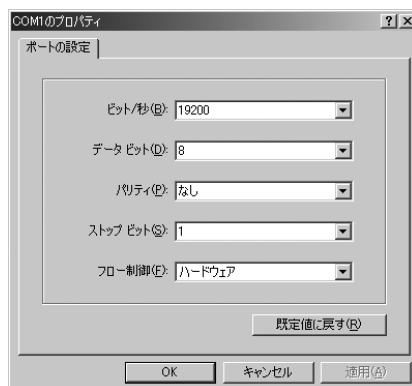 COM1のプロパティ
ポートの設定
ビット/秒(B): 19200
データ ビット(D): 8
パリティ(P): なし
ストップ ビット(S): 1
フロー制御(F): ハードウェア
既定値に戻す(R)
OK キャンセル 適用(A)